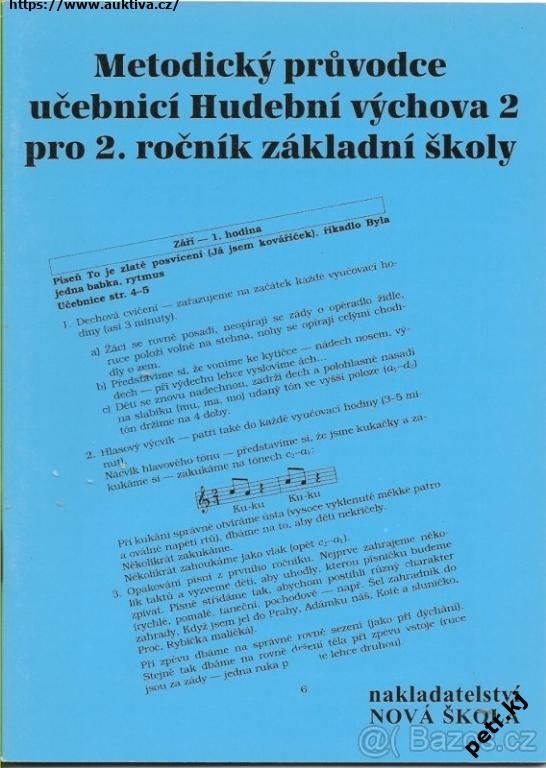 https://www.auktiva.cz/
Metodický průvodce
učebnicí Hudební výchova 2
pro 2. ročník základní školy
Září — 1. hodina
Píseň To je zlaté posvícení (Já jsem kováříček), říkadlo Byla
jedna babka, rytmus
Učebnice str. 4–5
1. Dechová cvičení — zařazujeme na začátek každé vyučovací ho-
diny (asi 3 minuty).
a) Žáci se rovně posadí, neopírají se zády o opěradlo židle,
ruce položí volně na stehna, nohy se opírají celými chodi-
dly o zem.
b) Představíme si, že voníme ke kytičce — nádech nosem, vý-
dech — při výdechu lehce vyslovíme ách...
c) Děti se znovu nadechnou, zadrží dech a polohlasně nasadí
na slabiku (mu, ma, mo) udaný tón ve vyšší poloze (a₁–d₂)
tón držíme na 4 doby.
2. Hlasový výcvik — patří také do každé vyučovací hodiny (3–5 mi-
nut).
Nácvik hlavového tónu — představíme si, že jsme kukačky a za-
kukáme si — zakukáme na tónech c₂–a₁:
Ku-ku Ku-ku
Při kukání správně otvíráme ústa (vysoce vyklenuté měkké patro
a oválné napětí rtů), dbáme na to, aby děti nekřičely.
Několikrát zakukáme.
Několikrát zahoukáme jako vlak (opět c₂–a₁).
3. Opakování písní z prvního ročníku. Nejprve zahrajeme něko-
lik taktů a vyzveme děti, aby uhodly, kterou písničku budeme
zpívat. Písně střídáme tak, abychom postihli různý charakter
(rychlé, pomalé, taneční, pochodové — např. Šel zahradník do
zahrady, Když jsem jel do Prahy, Adámku náš, Kotě a sluníčko,
Proč, Rybička maličká).
Při zpěvu dbáme na správné rovné sezení (jako při dýchání).
Stejně tak dbáme na rovné držení těla při zpěvu vstoje (ruce
jsou za zády — jedna ruka p e lehce druhou).
6
nakladatelství
NOVÁ ŠKOLA
petr.kj
Bazos.cz